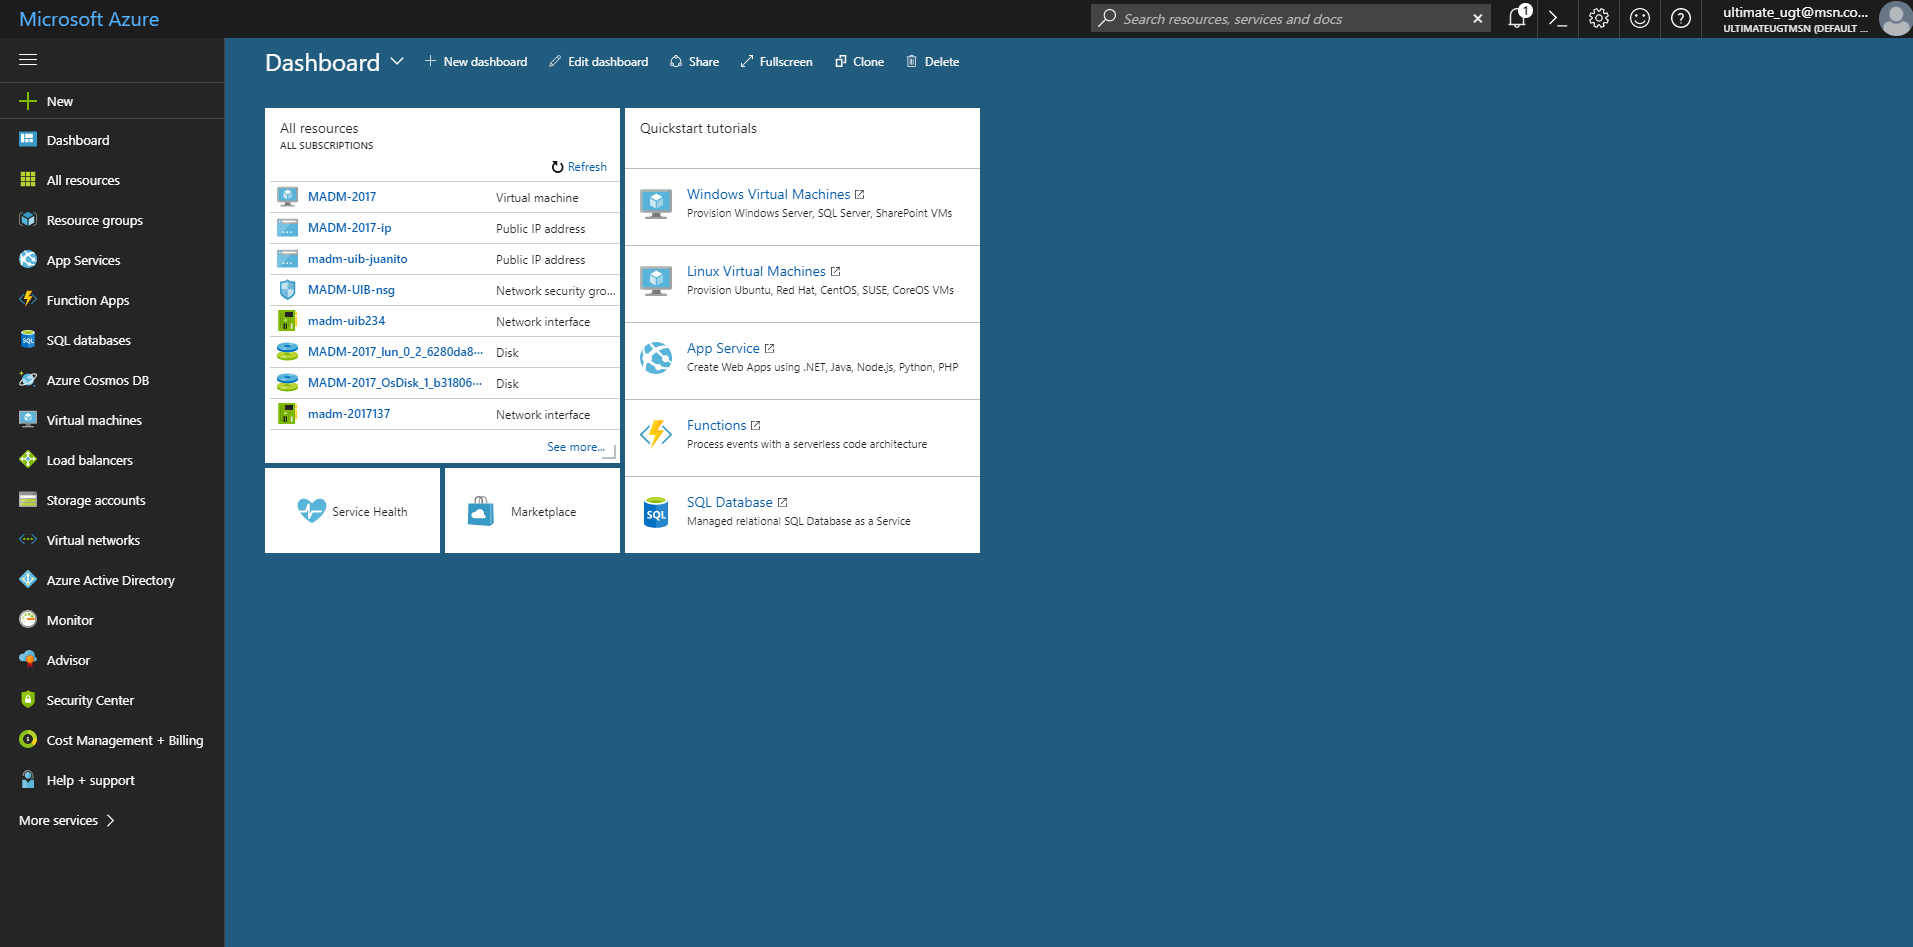 Microsoft Azure
Search resources, services and docs
1
ultimate_ugt@msn.co...
ULTIMATEUGTMSN (DEFAULT ...
New
Dashboard
All resources
Resource groups
App Services
Function Apps
SQL databases
Azure Cosmos DB
Virtual machines
Load balancers
Storage accounts
Virtual networks
Azure Active Directory
Monitor
Advisor
Security Center
Cost Management + Billing
Help + support
More services
Dashboard
New dashboard
Edit dashboard
Share
Fullscreen
Clone
Delete
All resources
ALL SUBSCRIPTIONS
Refresh
MADM-2017 Virtual machine
MADM-2017-ip Public IP address
madm-uib-juanito Public IP address
MADM-UIB-nsg Network security gro...
madm-uib234 Network interface
MADM-2017_lun_0_2_6280da8... Disk
MADM-2017_OsDisk_1_b31806... Disk
madm-2017137 Network interface
See more...
Service Health
Marketplace
Quickstart tutorials
Windows Virtual Machines
Provision Windows Server, SQL Server, SharePoint VMs
Linux Virtual Machines
Provision Ubuntu, Red Hat, CentOS, SUSE, CoreOS VMs
App Service
Create Web Apps using .NET, Java, Node.js, Python, PHP
Functions
Process events with a serverless code architecture
SQL
SQL Database
Managed relational SQL Database as a Service